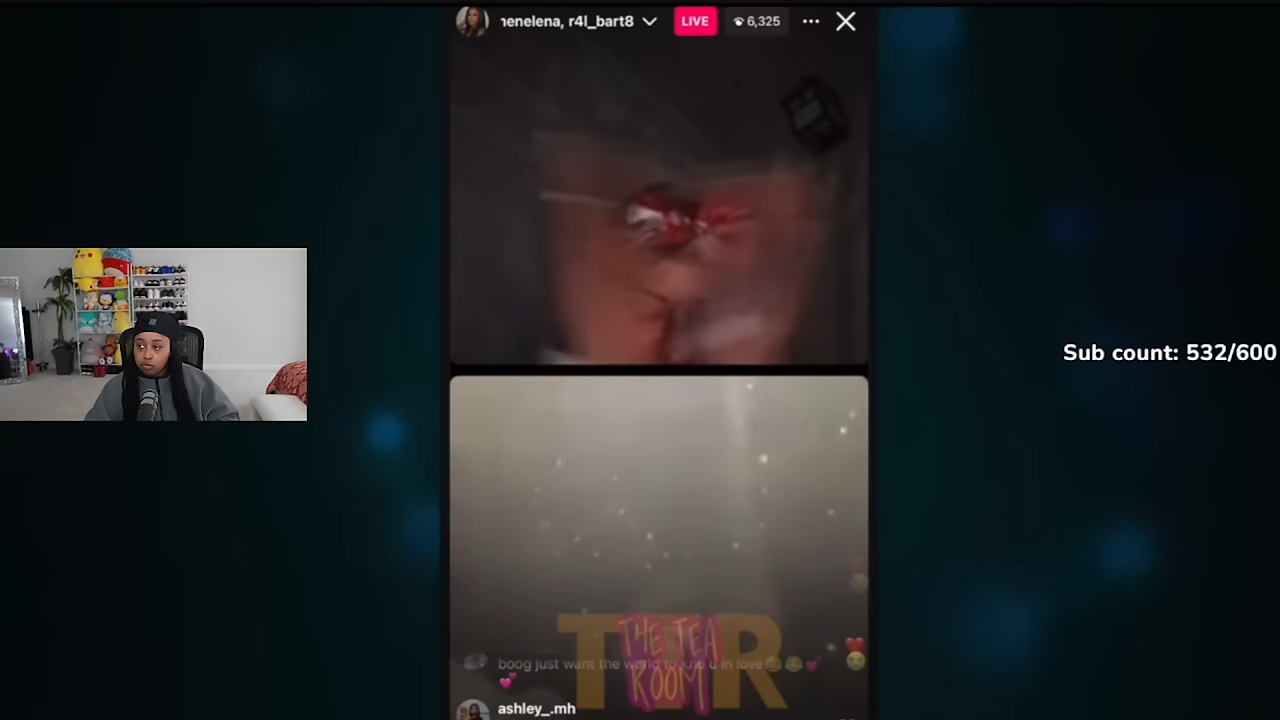 henelena, r4l_bart8
LIVE
6,325
Sub count: 532/600
THE TEA
ROOM
boog just want the world to kno u in love😂😂💕
💕
ashley_.mh